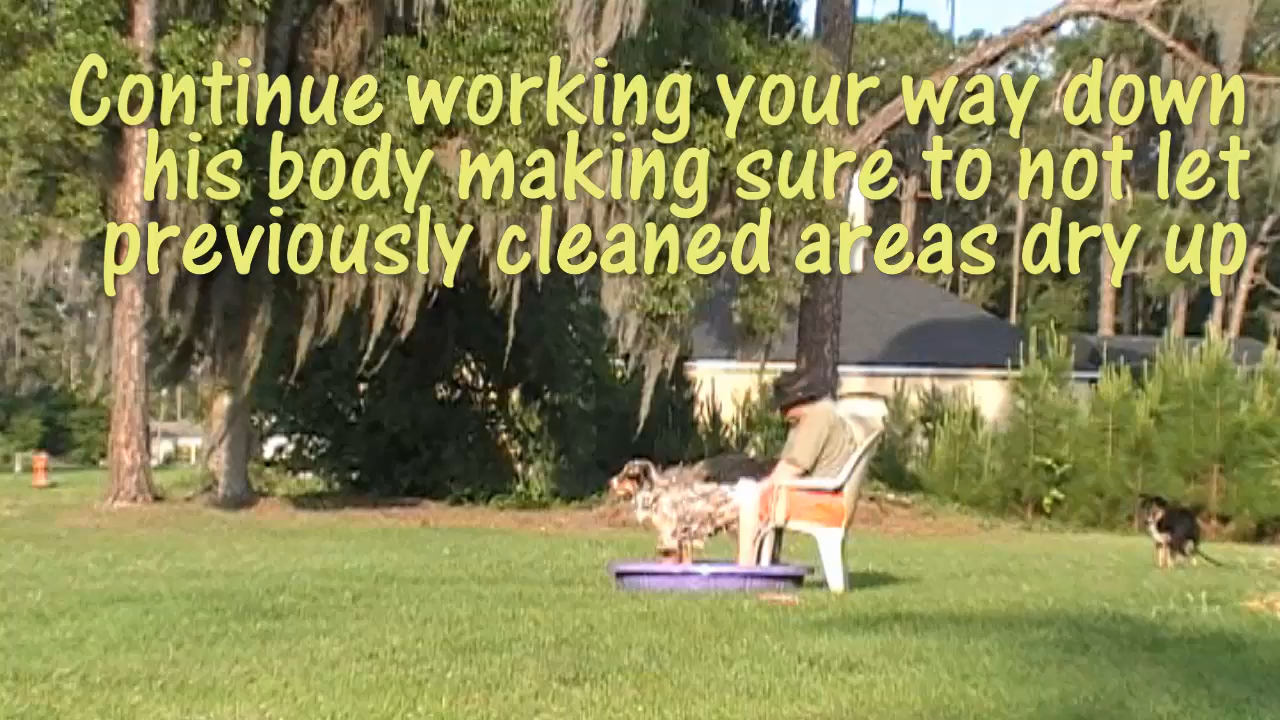 Continue working your way down
his body making sure to not let
previously cleaned areas dry up